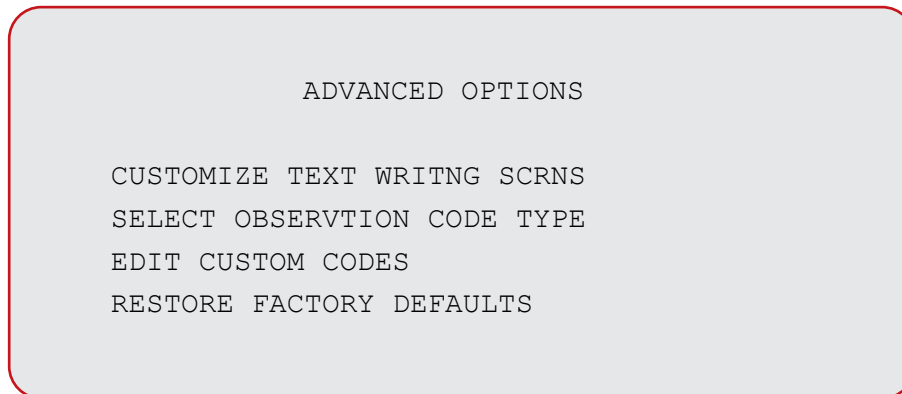 ADVANCED OPTIONS
CUSTOMIZE TEXT WRITNG SCRNS
SELECT OBSERVTION CODE TYPE
EDIT CUSTOM CODES
RESTORE FACTORY DEFAULTS